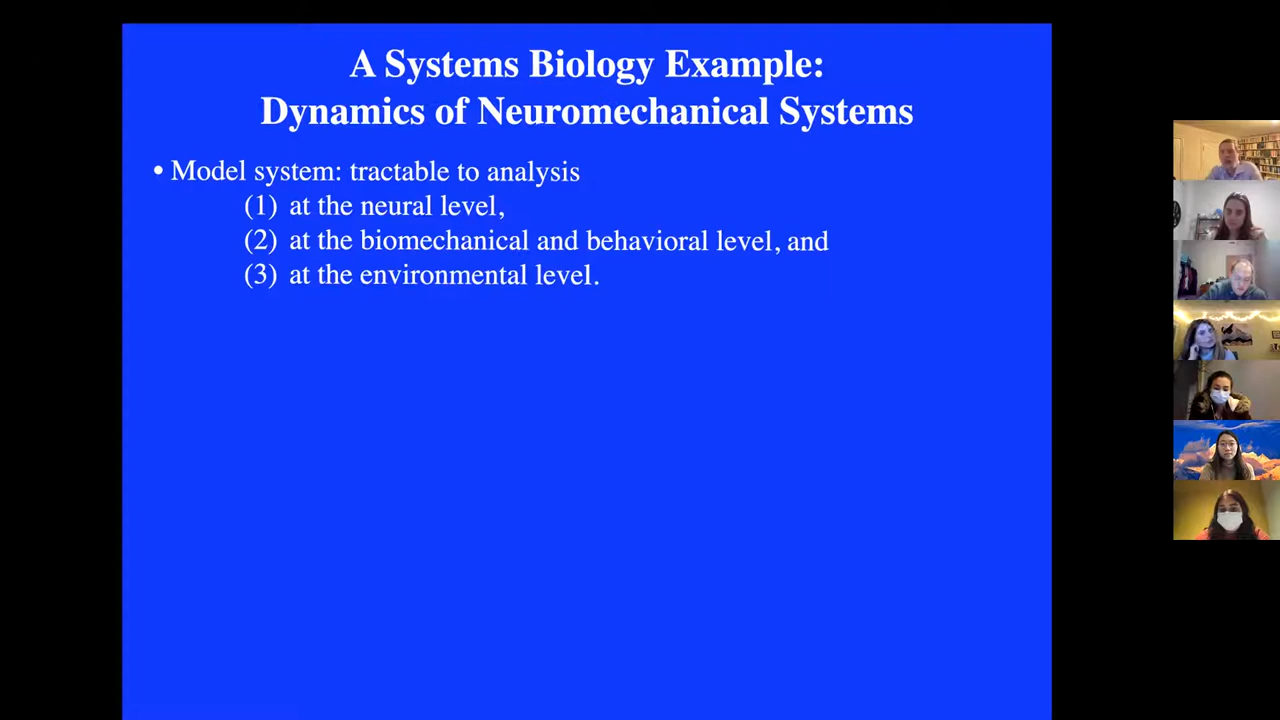 A Systems Biology Example:
Dynamics of Neuromechanical Systems
• Model system: tractable to analysis
(1) at the neural level,
(2) at the biomechanical and behavioral level, and
(3) at the environmental level.